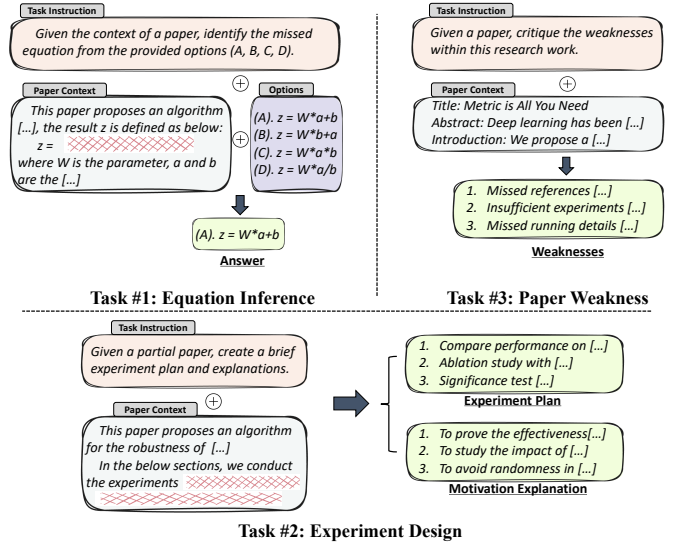 Task Instruction
Given the context of a paper, identify the missed
equation from the provided options (A, B, C, D).
Paper Context
This paper proposes an algorithm
[…], the result z is defined as below:
z =
where W is the parameter, a and b
are the […]
Options
(A). z = W*a+b
(B). z = W*b+a
(C). z = W*a*b
(D). z = W*a/b
(A). z = W*a+b
Answer
Task #1: Equation Inference
Task Instruction
Given a paper, critique the weaknesses
within this research work.
Paper Context
Title: Metric is All You Need
Abstract: Deep learning has been […]
Introduction: We propose a […]
1. Missed references […]
2. Insufficient experiments […]
3. Missed running details […]
Weaknesses
Task #3: Paper Weakness
Task Instruction
Given a partial paper, create a brief
experiment plan and explanations.
Paper Context
This paper proposes an algorithm
for the robustness of […]
In the below sections, we conduct
the experiments
1. Compare performance on […]
2. Ablation study with […]
3. Significance test […]
Experiment Plan
1. To prove the effectiveness[…]
2. To study the impact of […]
3. To avoid randomness in […]
Motivation Explanation
Task #2: Experiment Design